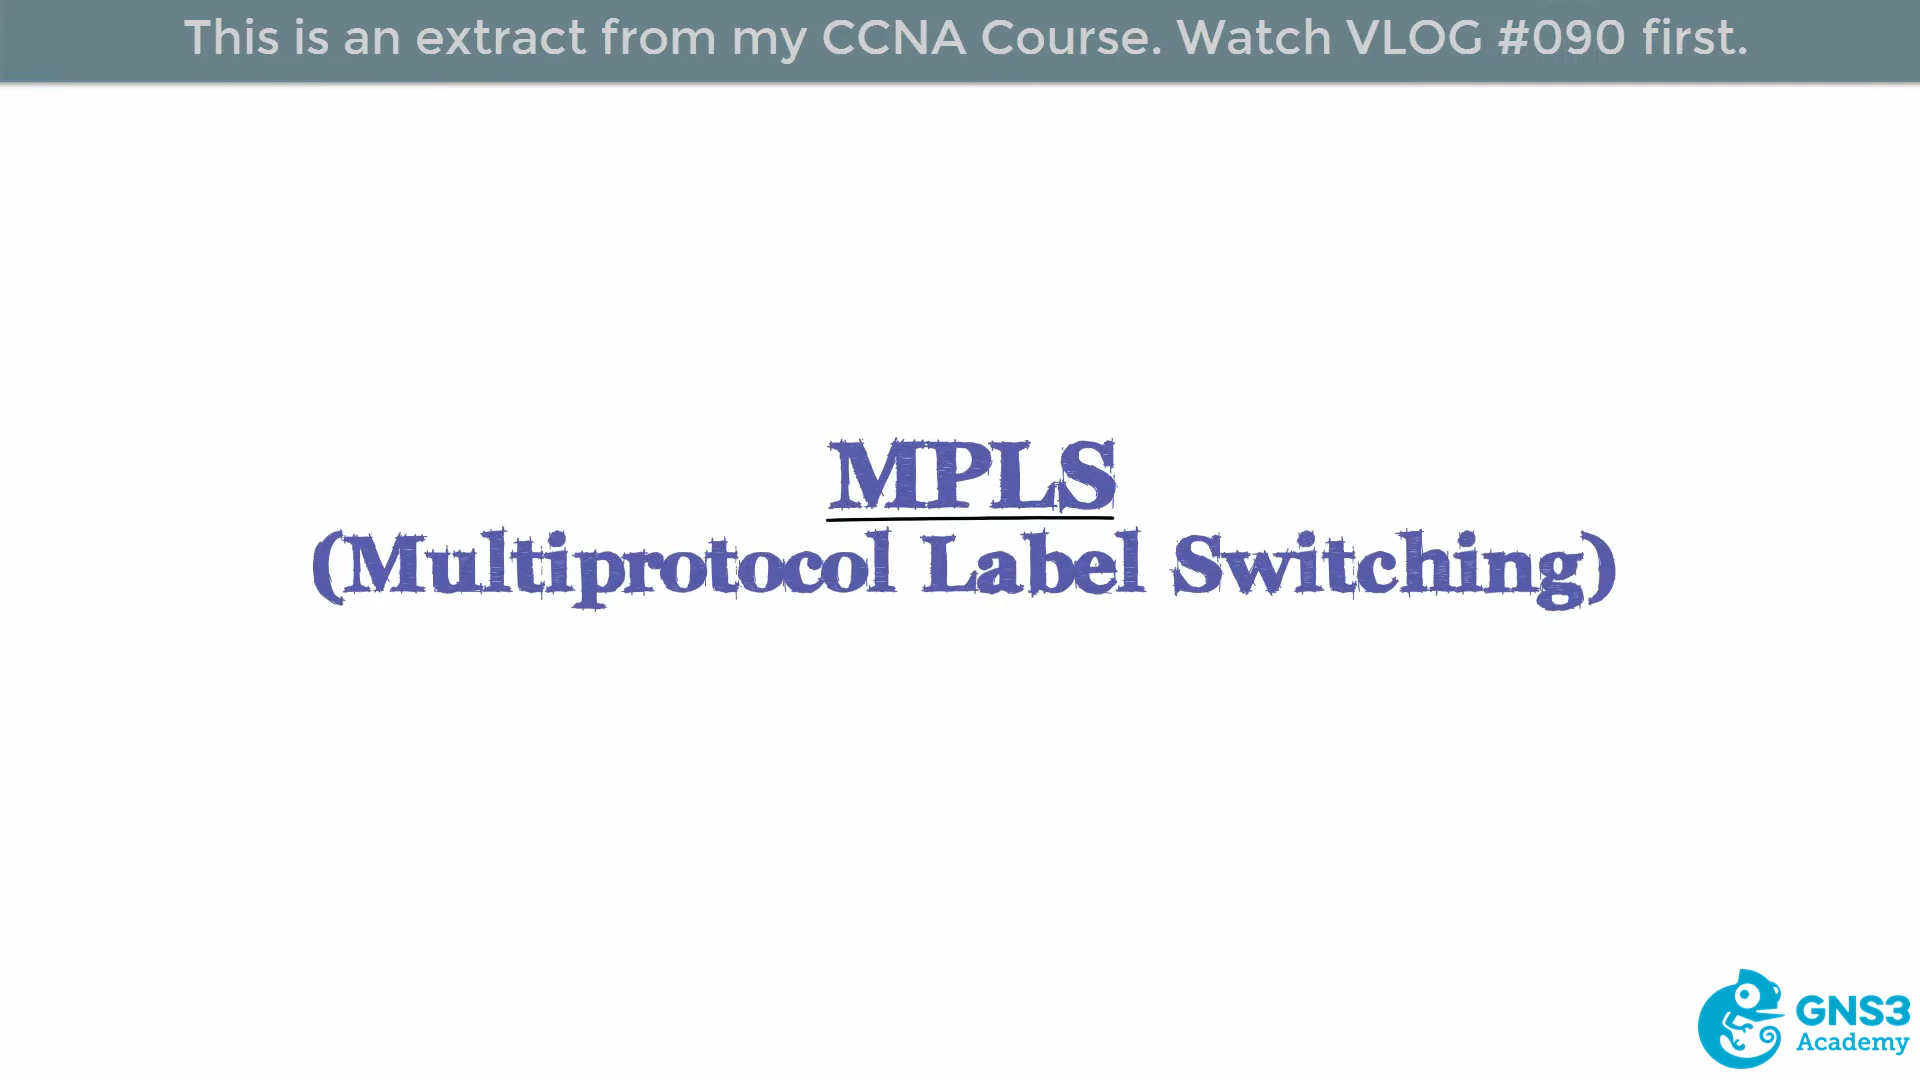 This is an extract from my CCNA Course. Watch VLOG #090 first.
MPLS
(Multiprotocol Label Switching)
GNS3
Academy